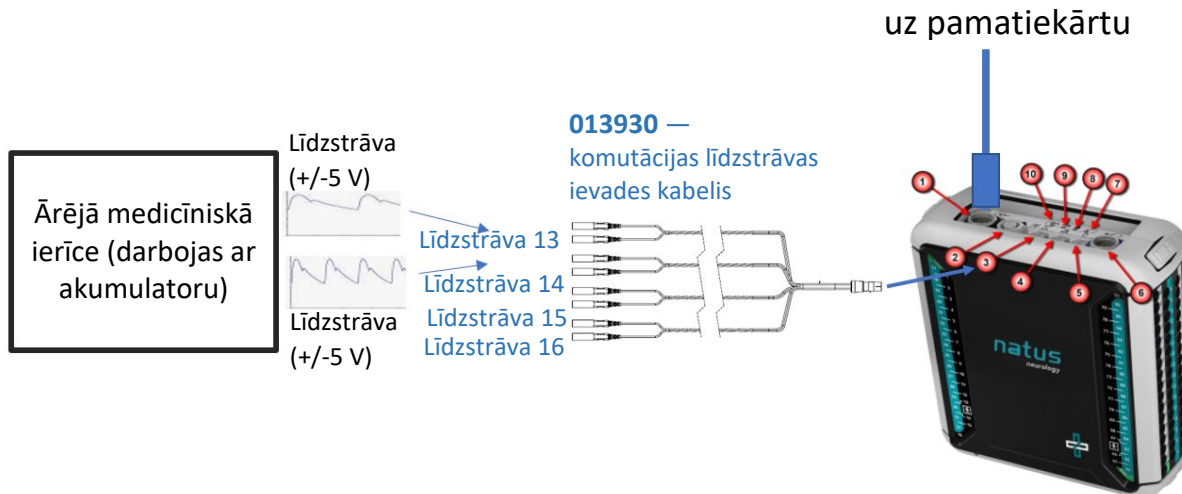 uz pamatiekārtu
013930 —
komutācijas līdzstrāvas
ievades kabelis
Līdzstrāva
(+/-5 V)
Ārējā medicīniskā
ierīce (darbojas ar
akumulatoru)
Līdzstrāva 13
Līdzstrāva 14
Līdzstrāva 15
Līdzstrāva 16
Līdzstrāva
(+/-5 V)
1
10
9
8
7
2
3
4
5
6
natus
neurology